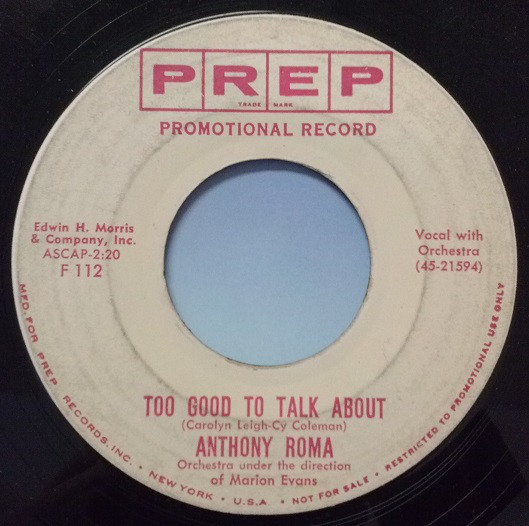 PREP
TRADE MARK
PROMOTIONAL RECORD
Edwin H. Morris
& Company, Inc.
ASCAP-2:20
F 112
Vocal with
Orchestra
(45-21594)
TOO GOOD TO TALK ABOUT
(Carolyn Leigh-Cy Coleman)
ANTHONY ROMA
Orchestra under the direction
of Marion Evans
MFD. FOR PREP RECORDS, INC. • NEW YORK • U.S.A. • NOT FOR SALE • RESTRICTED TO PROMOTIONAL USE ONLY